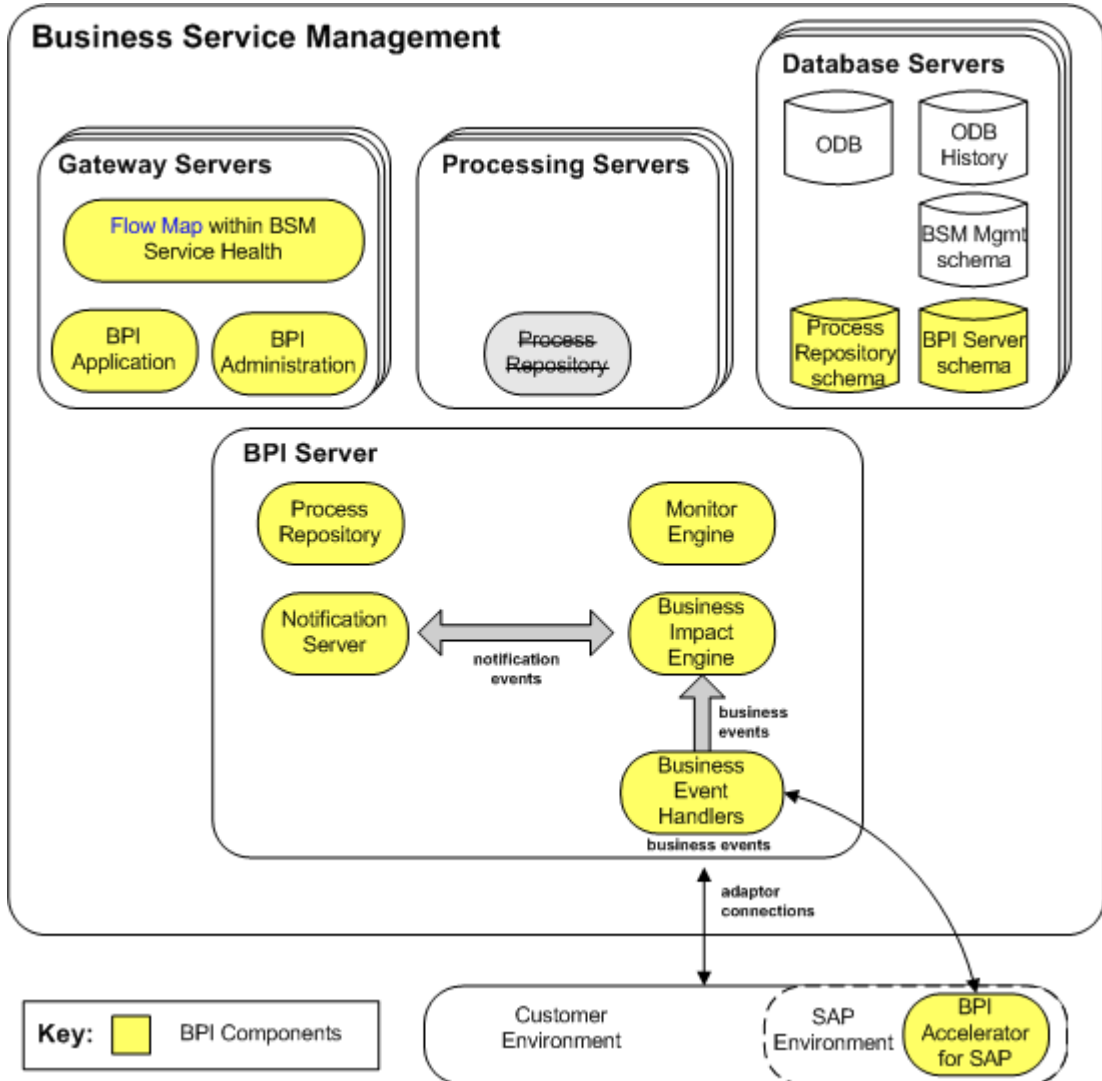 Business Service Management
Database Servers
ODB
ODB
History
BSM Mgmt
schema
Process
Repository
schema
BPI Server
schema
Gateway Servers
Flow Map within BSM
Service Health
BPI
Application
BPI
Administration
Processing Servers
Process
Repository
BPI Server
Process
Repository
Monitor
Engine
Notification
Server
notification
events
Business
Impact
Engine
business
events
Business
Event
Handlers
business events
adaptor
connections
Key:
BPI Components
Customer
Environment
SAP
Environment
BPI
Accelerator
for SAP